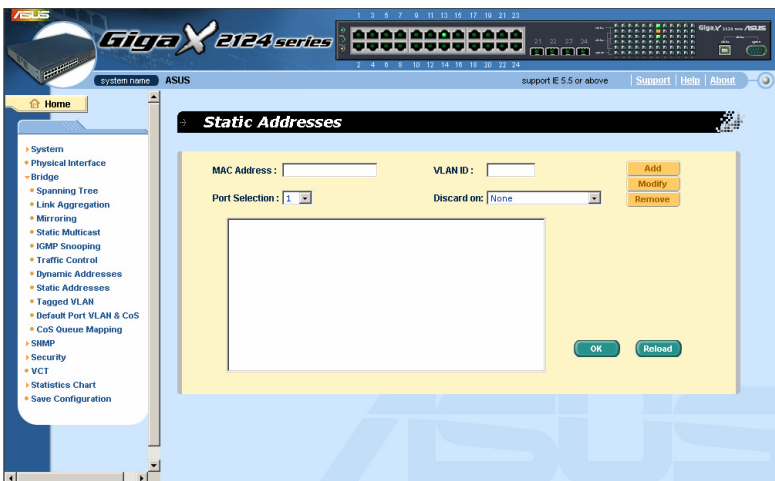 ASUS
GigaX 2124 series
1 3 5 7 9 11 13 15 17 19 21 23
2 4 6 8 10 12 14 16 18 20 22 24
21 22 23 24
GigaX 2124 ASUS
system name ASUS
support IE 5.5 or above
Support | Help | About
Home
Static Addresses
System
Physical Interface
Bridge
Spanning Tree
Link Aggregation
Mirroring
Static Multicast
IGMP Snooping
Traffic Control
Dynamic Addresses
Static Addresses
Tagged VLAN
Default Port VLAN & CoS
CoS Queue Mapping
SNMP
Security
VCT
Statistics Chart
Save Configuration
MAC Address :
VLAN ID :
Add
Modify
Port Selection : 1
Discard on: None
Remove
OK
Reload
ASUS